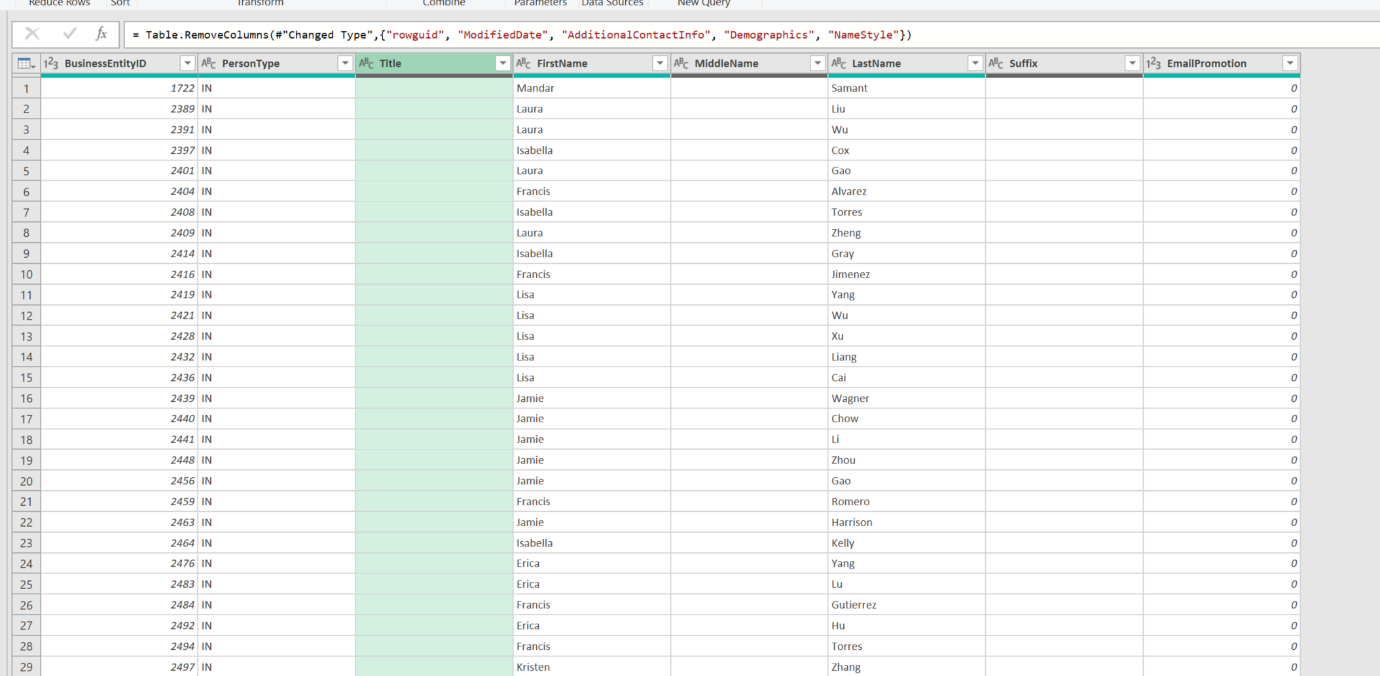 Reduce Rows Sort Transform Combine Parameters Data Sources New Query
fx = Table.RemoveColumns(#"Changed Type",{"rowguid", "ModifiedDate", "AdditionalContactInfo", "Demographics", "NameStyle"})
123 BusinessEntityID ABC PersonType ABC Title ABC FirstName ABC MiddleName ABC LastName ABC Suffix 123 EmailPromotion
1 1722 IN Mandar Samant 0
2 2389 IN Laura Liu 0
3 2391 IN Laura Wu 0
4 2397 IN Isabella Cox 0
5 2401 IN Laura Gao 0
6 2404 IN Francis Alvarez 0
7 2408 IN Isabella Torres 0
8 2409 IN Laura Zheng 0
9 2414 IN Isabella Gray 0
10 2416 IN Francis Jimenez 0
11 2419 IN Lisa Yang 0
12 2421 IN Lisa Wu 0
13 2428 IN Lisa Xu 0
14 2432 IN Lisa Liang 0
15 2436 IN Lisa Cai 0
16 2439 IN Jamie Wagner 0
17 2440 IN Jamie Chow 0
18 2441 IN Jamie Li 0
19 2448 IN Jamie Zhou 0
20 2456 IN Jamie Gao 0
21 2459 IN Francis Romero 0
22 2463 IN Jamie Harrison 0
23 2464 IN Isabella Kelly 0
24 2476 IN Erica Yang 0
25 2483 IN Erica Lu 0
26 2484 IN Francis Gutierrez 0
27 2492 IN Erica Hu 0
28 2494 IN Francis Torres 0
29 2497 IN Kristen Zhang 0